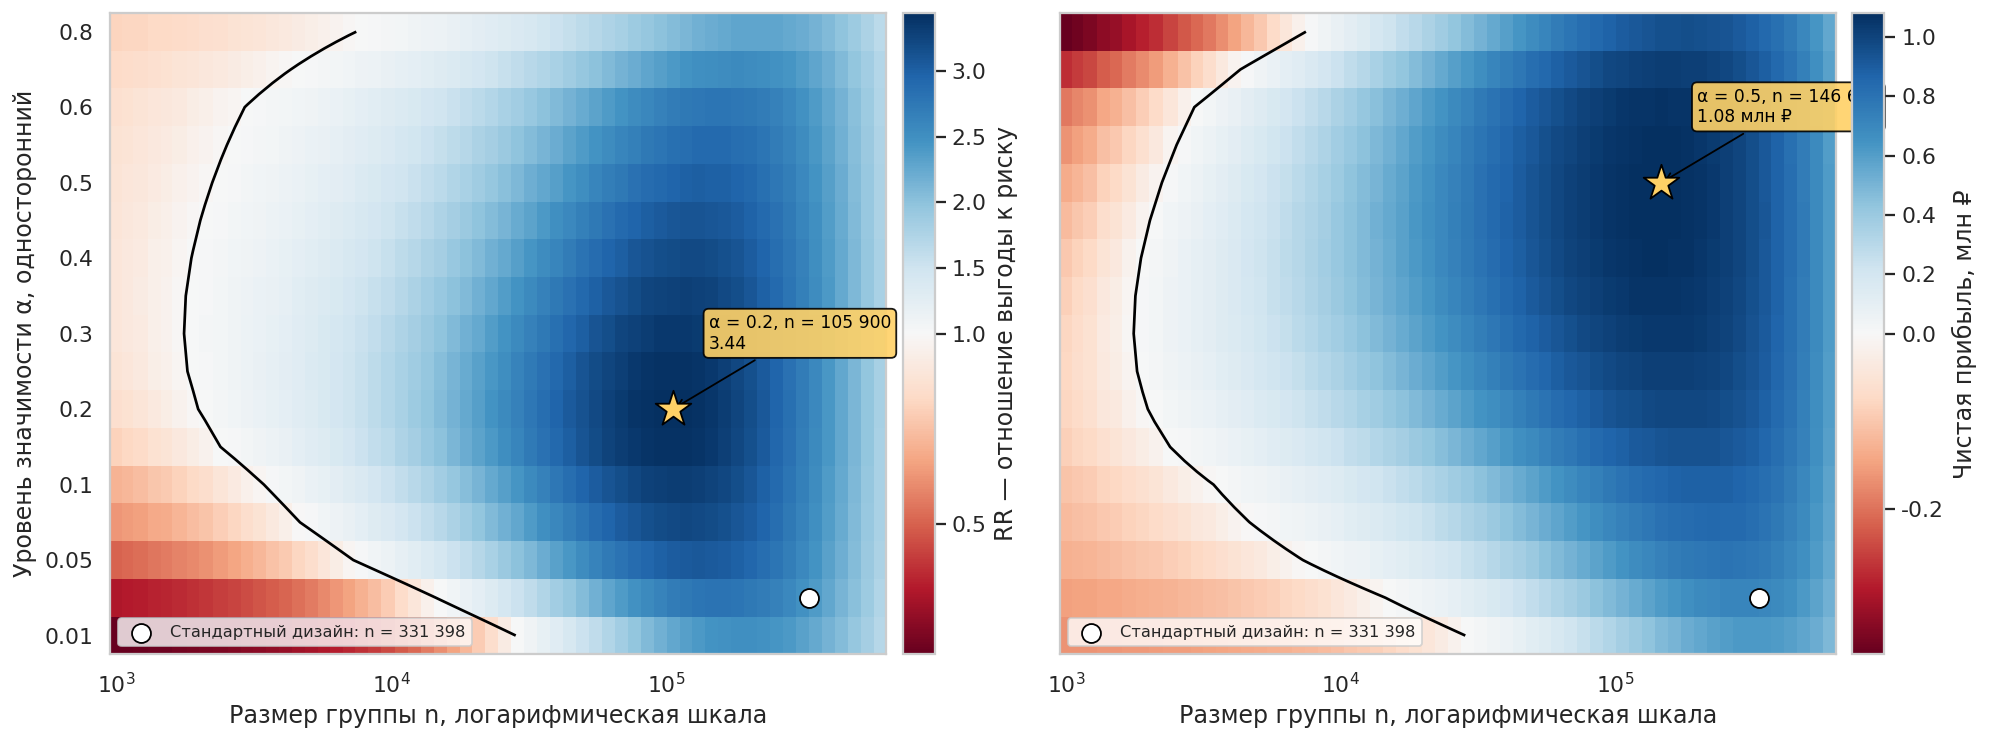 Уровень значимости α, односторонний
0.8
0.6
0.5
0.4
0.3
0.2
0.1
0.05
0.01
α = 0.2, n = 105 900
3.44
Стандартный дизайн: n = 331 398
10³
10⁴
10⁵
Размер группы n, логарифмическая шкала
3.0
2.5
2.0
1.5
1.0
0.5
RR — отношение выгоды к риску
α = 0.5, n = 146
1.08 млн ₽
Стандартный дизайн: n = 331 398
10³
10⁴
10⁵
Размер группы n, логарифмическая шкала
1.0
0.8
0.6
0.4
0.2
0.0
-0.2
Чистая прибыль, млн ₽